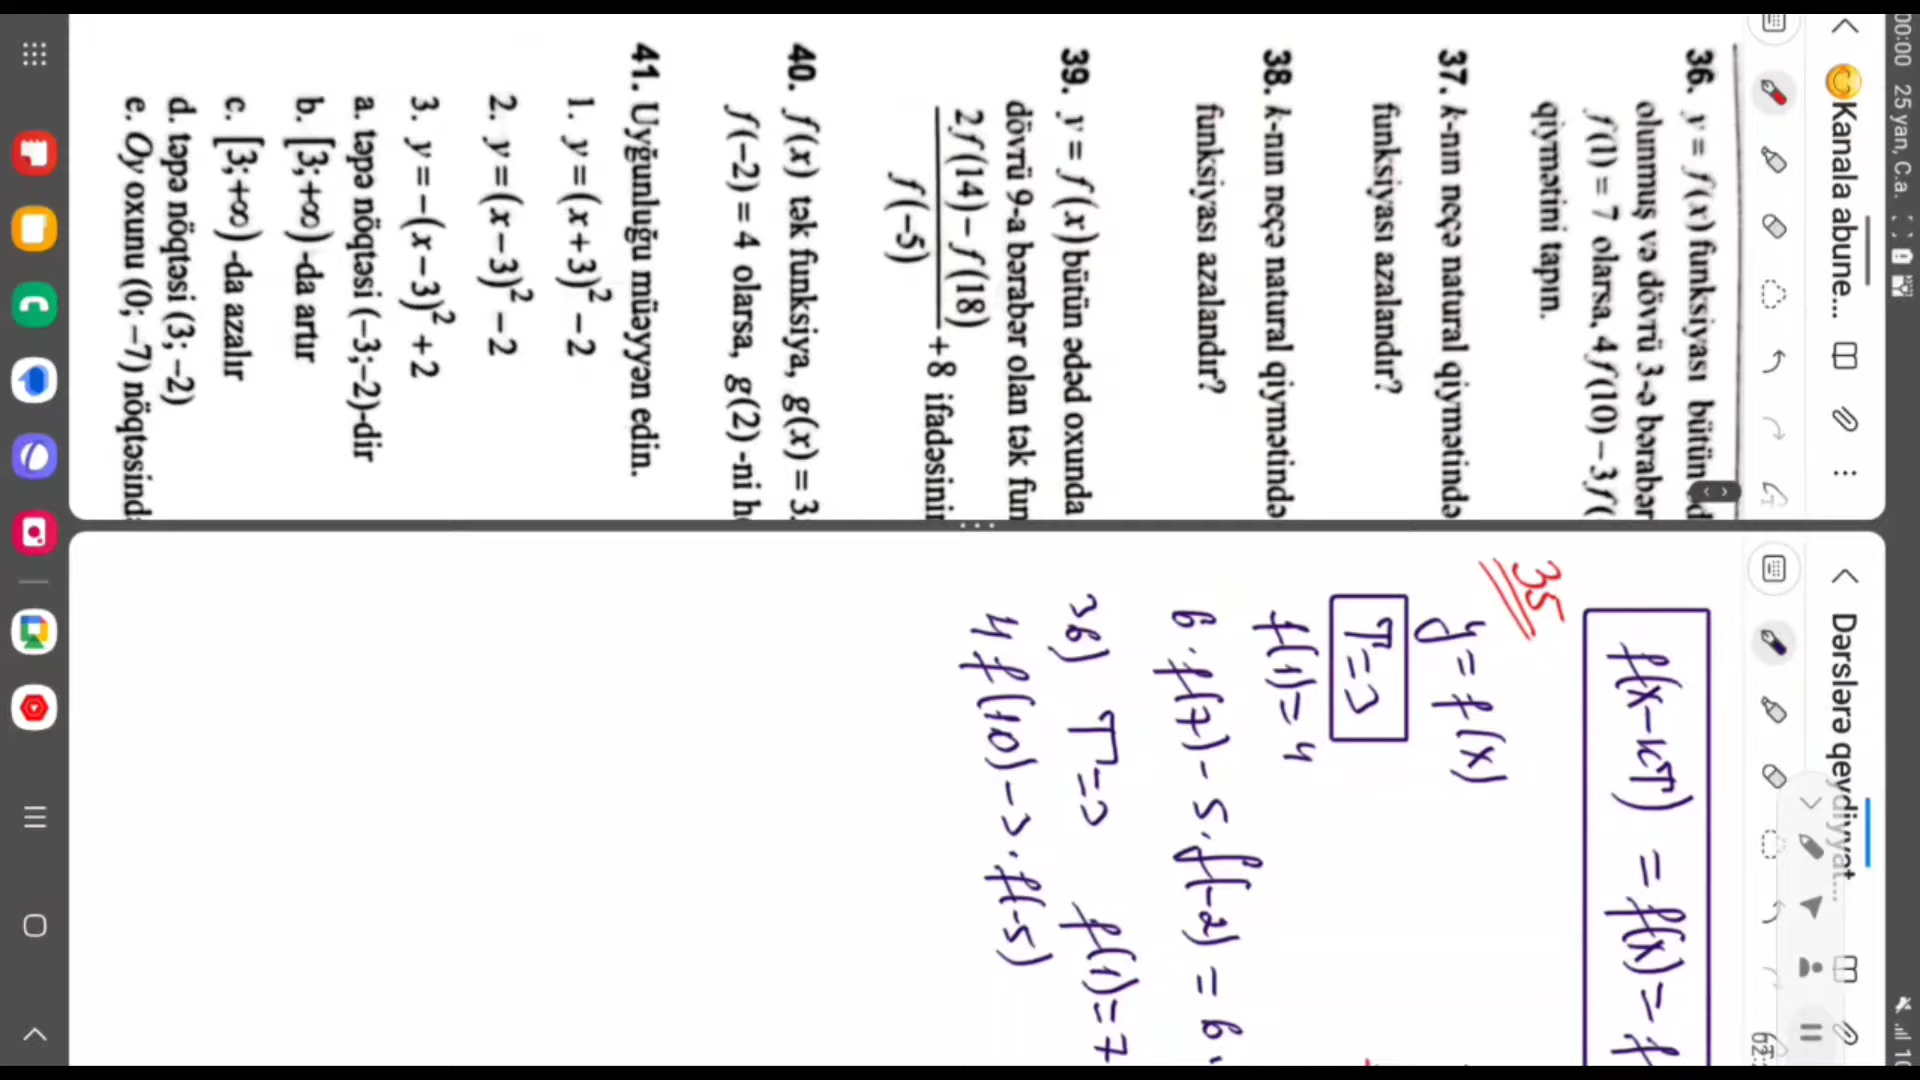 00:00 25 yan, C.a.
Kanala abune...
36. y = f(x) funksiyası bütün
olunmuş və dövrü 3-ə bərabər
f(1) = 7 olarsa, 4f(10) − 3f(
qiymətini tapın.
37. k-nın neçə natural qiymətində
funksiyası azalandır?
38. k-nın neçə natural qiymətində
funksiyası azalandır?
39. y = f(x) bütün ədəd oxunda
dövrü 9-a bərabər olan tək fun
2f(14) − f(18)
f(−5)
+8 ifadəsinin
40. f(x) tək funksiya, g(x) = 3.
f(−2) = 4 olarsa, g(2) -ni h
41. Uyğunluğu müəyyən edin.
1. y = (x+3)² − 2
2. y = (x−3)² − 2
3. y = −(x−3)² + 2
a. təpə nöqtəsi (−3;−2)-dir
b. [3;+∞) -da artır
c. [3;+∞) -da azalır
d. təpə nöqtəsi (3; −2)
e. Oy oxunu (0; −7) nöqtəsind
Dərslərə qeydiyyat...
f(x−kT) = f(x) = f
35
y = f(x)
T=3
f(1)=4
6·f(7) − 5·f(−2) = 6·
36) T=3 f(1)=7
4f(10) − 3·f(−5)